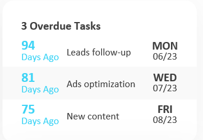 3 Overdue Tasks
94 Days Ago Leads follow-up MON 06/23
81 Days Ago Ads optimization WED 07/23
75 Days Ago New content FRI 08/23